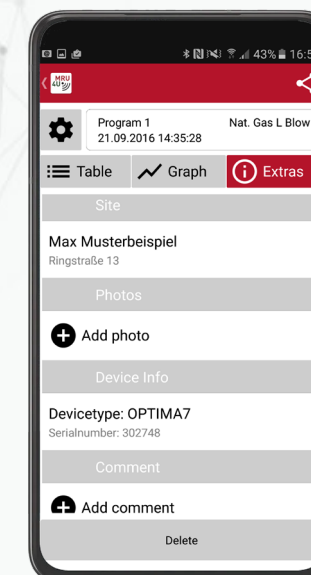 43% 16:5
MRU
4U
Program 1 Nat. Gas L Blow
21.09.2016 14:35:28
Table Graph Extras
Site
Max Musterbeispiel
Ringstraße 13
Photos
Add photo
Device Info
Devicetype: OPTIMA7
Serialnumber: 302748
Comment
Add comment
Delete